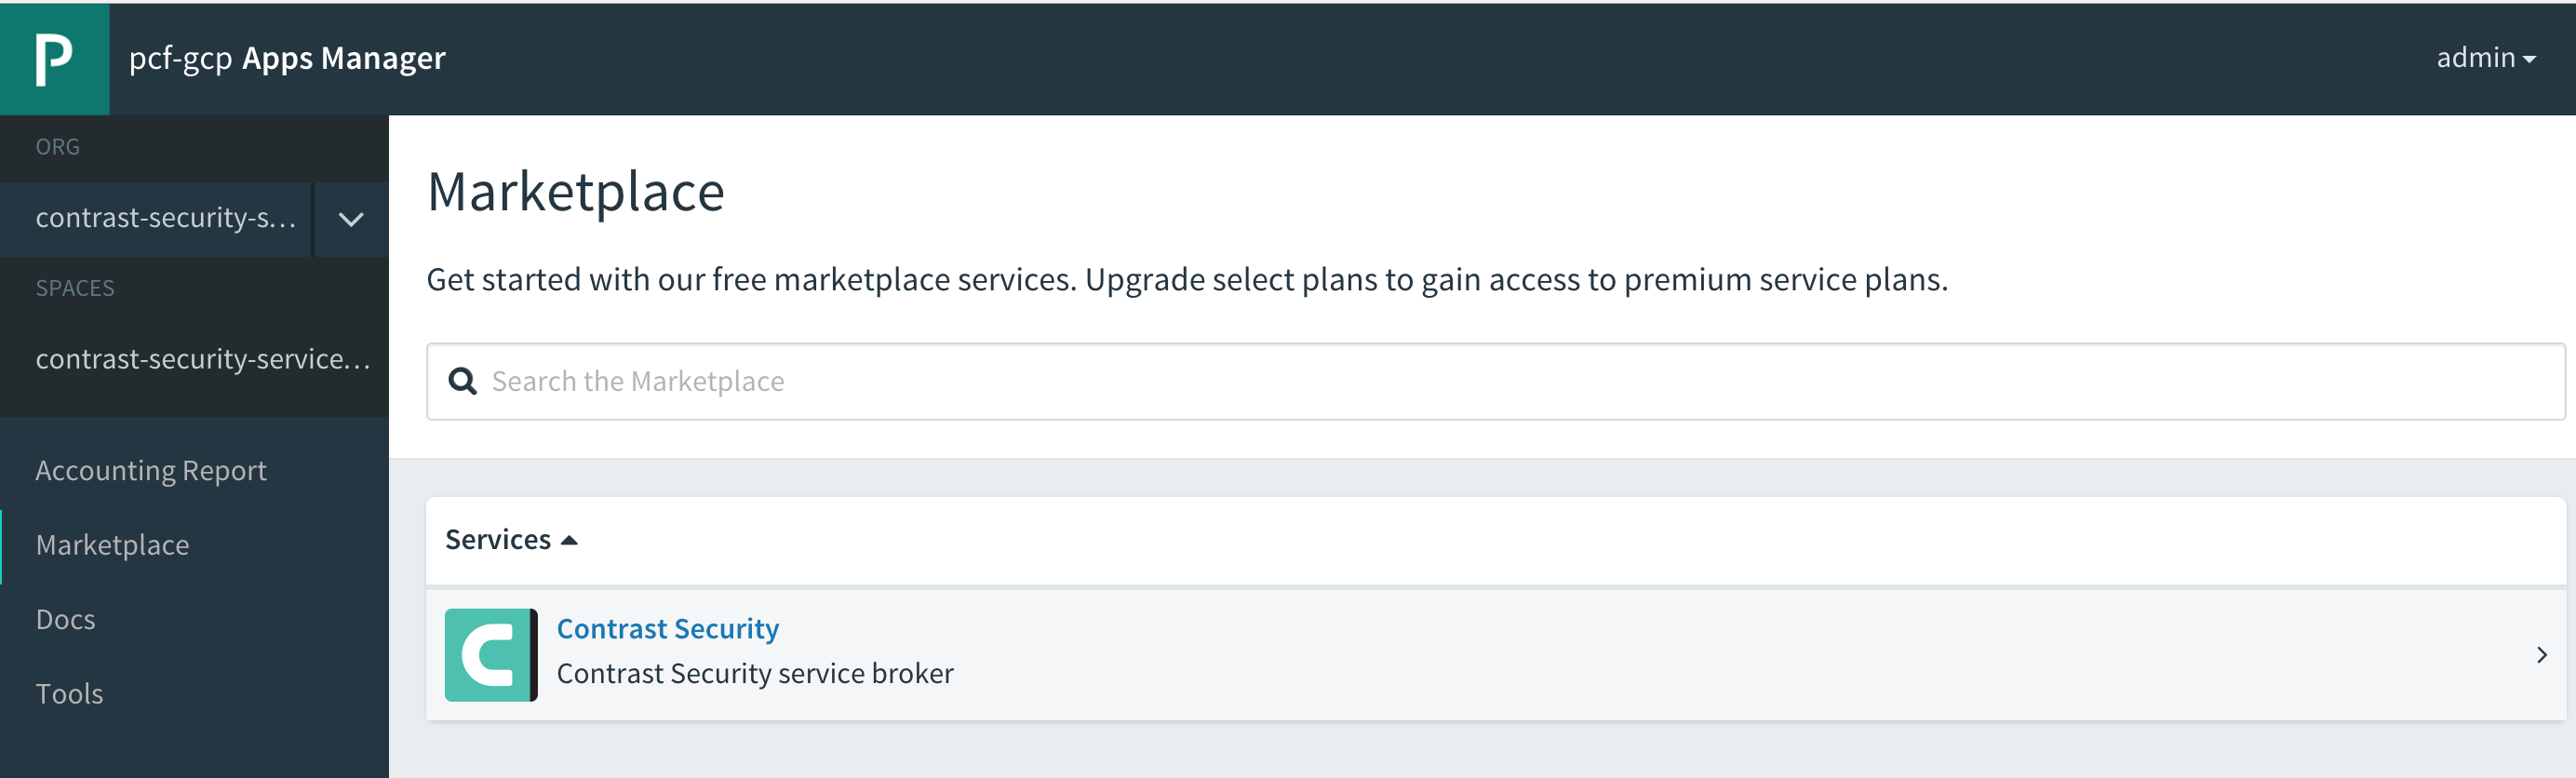 P
pcf-gcp Apps Manager
admin
ORG
contrast-security-s...
SPACES
contrast-security-service...
Accounting Report
Marketplace
Docs
Tools
Marketplace
Get started with our free marketplace services. Upgrade select plans to gain access to premium service plans.
Search the Marketplace
Services
C
Contrast Security
Contrast Security service broker